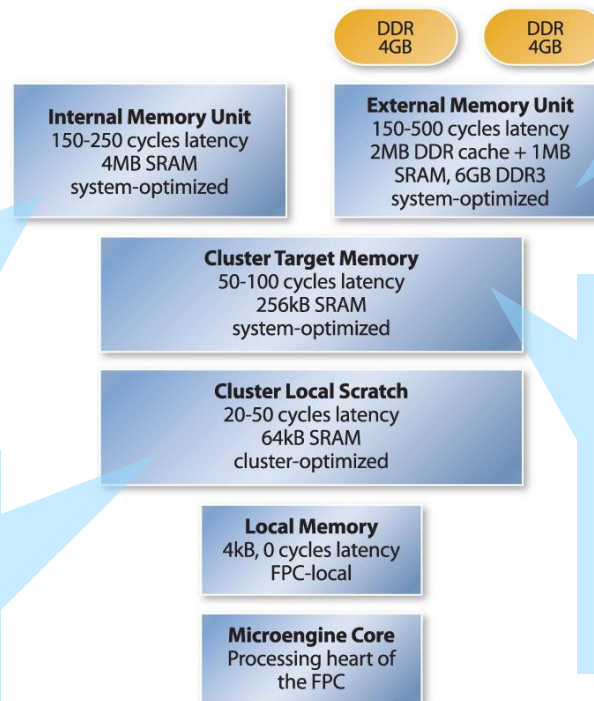 DDR
4GB
DDR
4GB
Internal Memory Unit
150-250 cycles latency
4MB SRAM
system-optimized
External Memory Unit
150-500 cycles latency
2MB DDR cache + 1MB
SRAM, 6GB DDR3
system-optimized
Cluster Target Memory
50-100 cycles latency
256kB SRAM
system-optimized
Cluster Local Scratch
20-50 cycles latency
64kB SRAM
cluster-optimized
Local Memory
4kB, 0 cycles latency
FPC-local
Microengine Core
Processing heart of
the FPC